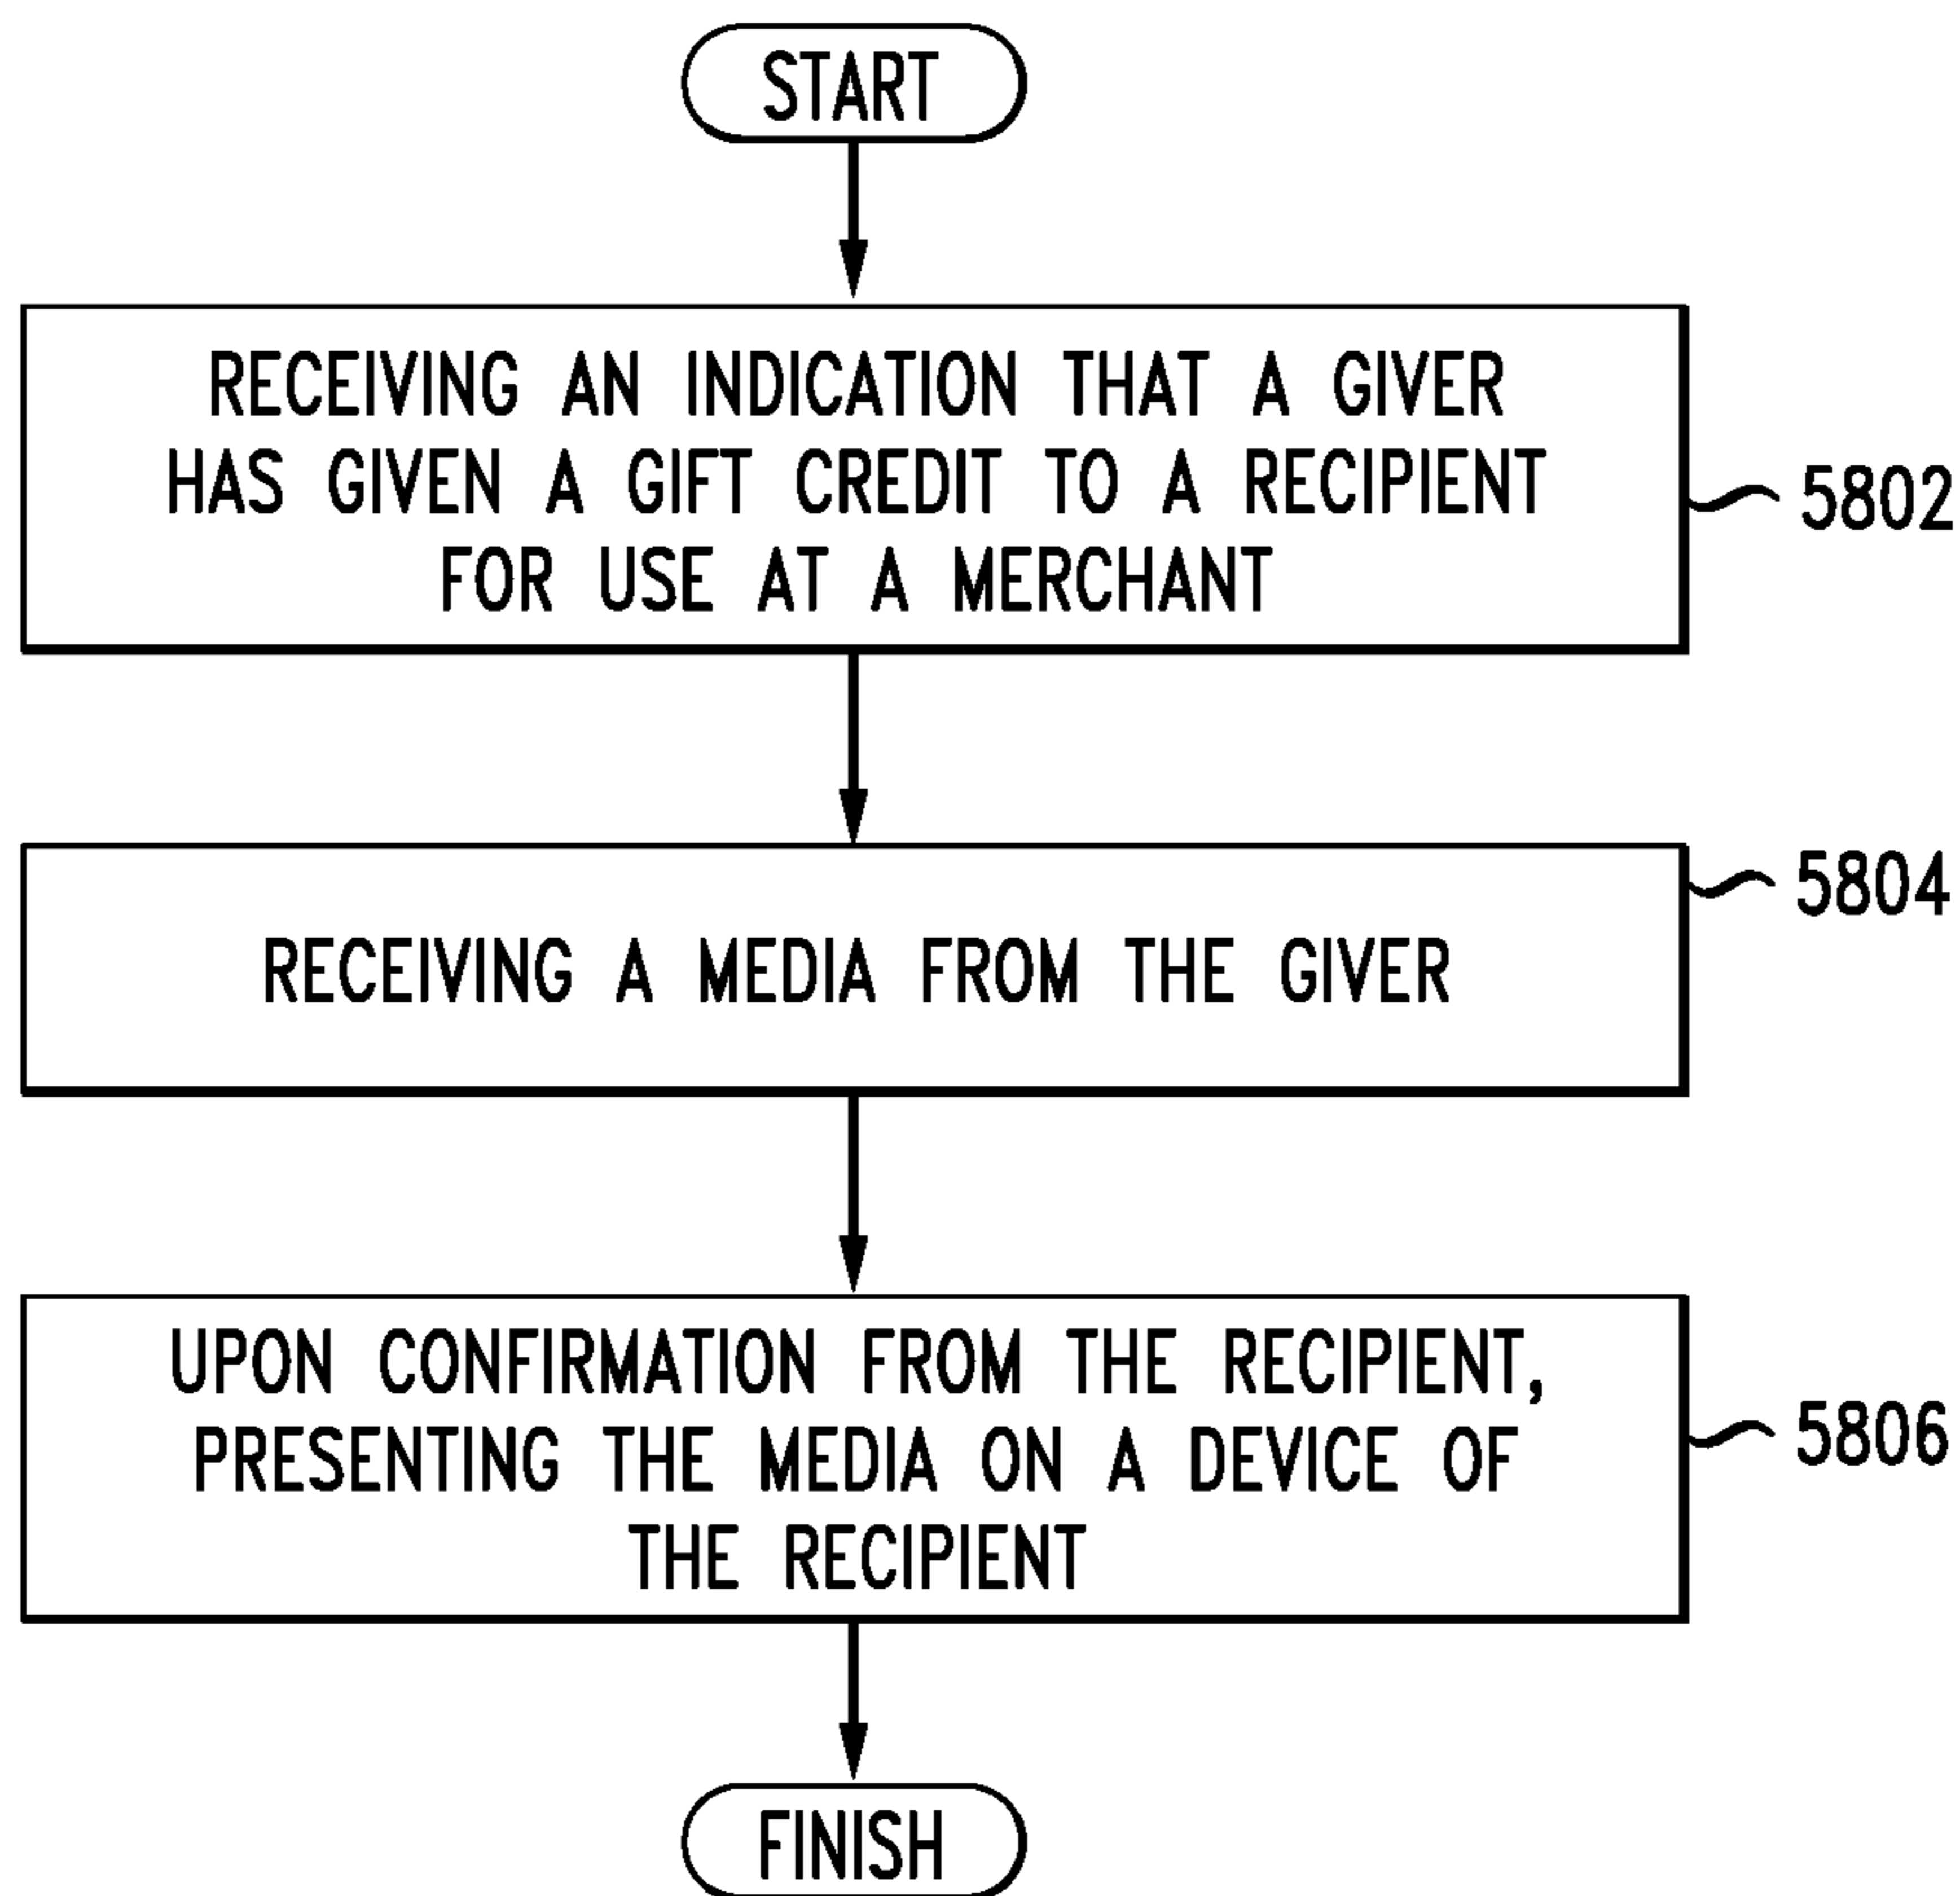 START
RECEIVING AN INDICATION THAT A GIVER
HAS GIVEN A GIFT CREDIT TO A RECIPIENT
FOR USE AT A MERCHANT
5802
5804
RECEIVING A MEDIA FROM THE GIVER
UPON CONFIRMATION FROM THE RECIPIENT,
PRESENTING THE MEDIA ON A DEVICE OF
THE RECIPIENT
5806
FINISH